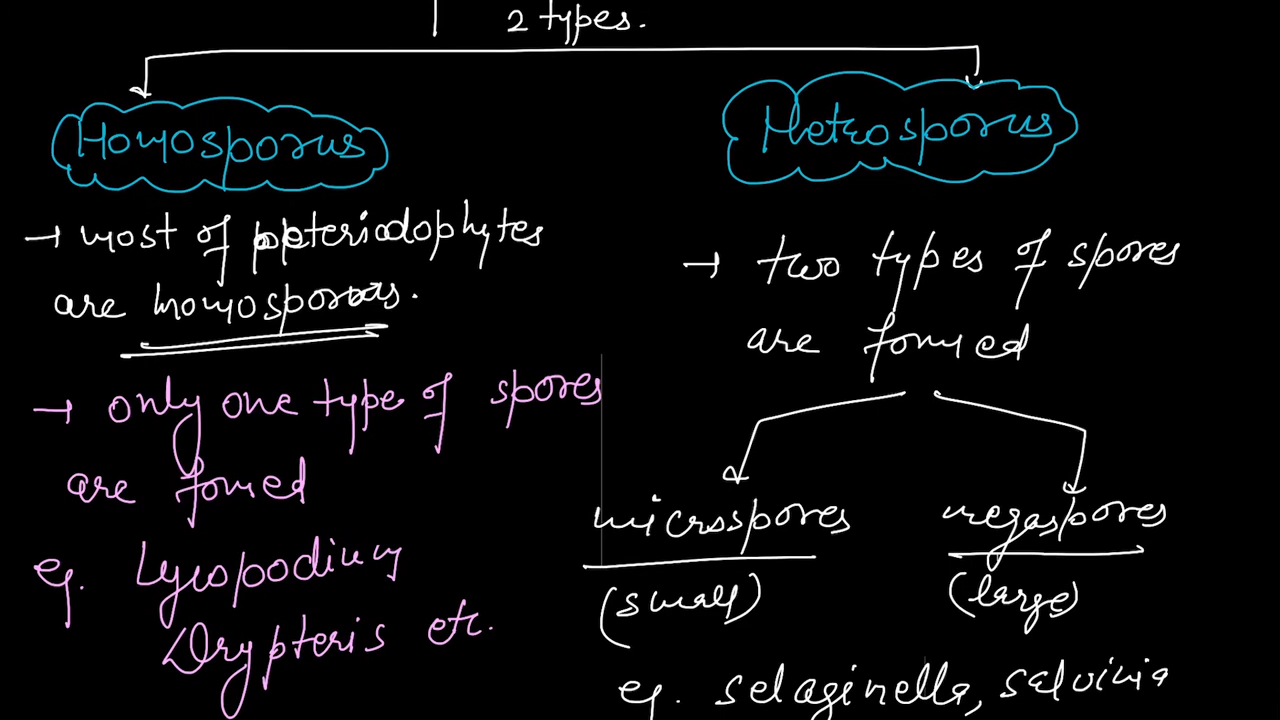 2 types.
Homosporus
→ most of pteriodophytes
are homosporous.
→ only one type of spores
are formed
eg. Lycopodium
Drypteris etc.
Hetrosporus
→ two types of spores
are formed
microspores megaspores
(small) (large)
eg. selaginella, salvinia